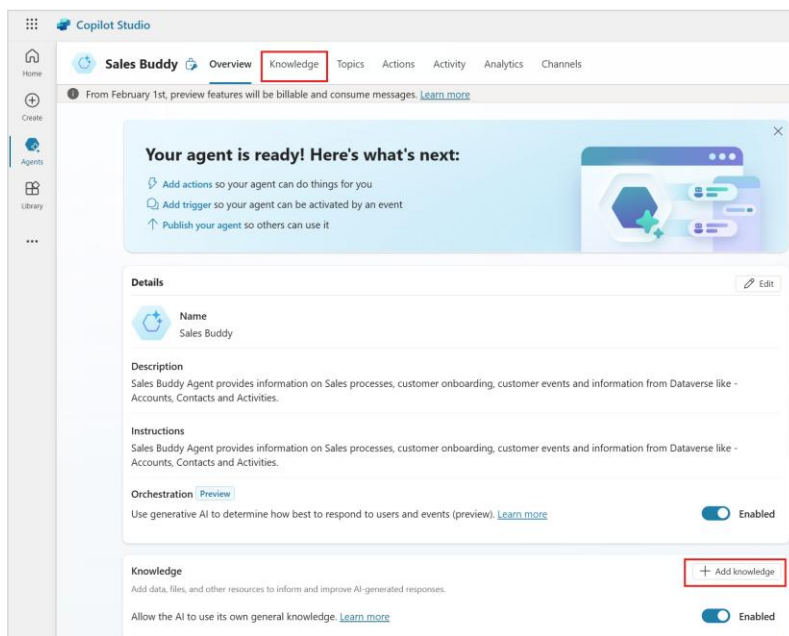 Copilot Studio
Home
Create
Agents
Library
Sales Buddy Overview Knowledge Topics Actions Activity Analytics Channels
From February 1st, preview features will be billable and consume messages. Learn more
Your agent is ready! Here's what's next:
Add actions so your agent can do things for you
Add trigger so your agent can be activated by an event
Publish your agent so others can use it
Details
Edit
Name
Sales Buddy
Description
Sales Buddy Agent provides information on Sales processes, customer onboarding, customer events and information from Dataverse like -
Accounts, Contacts and Activities.
Instructions
Sales Buddy Agent provides information on Sales processes, customer onboarding, customer events and information from Dataverse like -
Accounts, Contacts and Activities.
Orchestration Preview
Use generative AI to determine how best to respond to users and events (preview). Learn more
Enabled
Knowledge
+ Add knowledge
Add data, files, and other resources to inform and improve AI-generated responses.
Allow the AI to use its own general knowledge. Learn more
Enabled